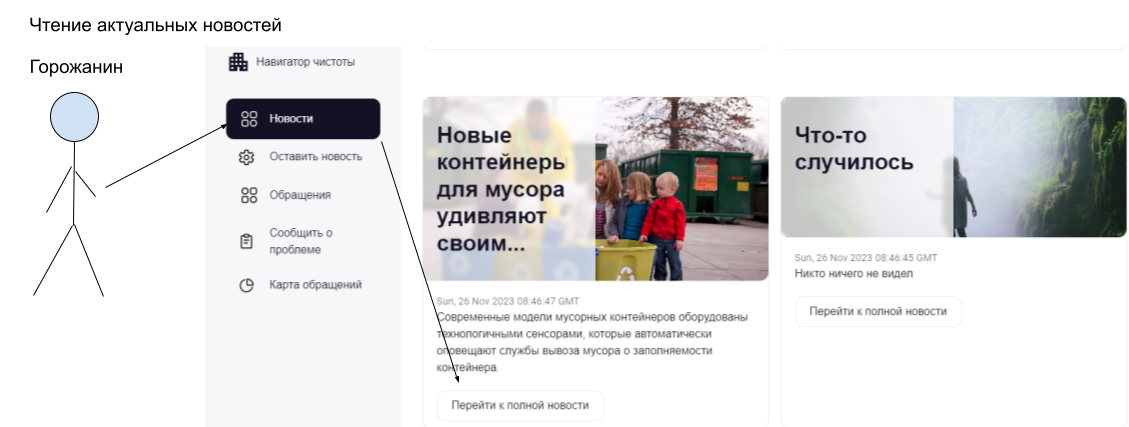 Чтение актуальных новостей
Горожанин
Навигатор чистоты
Новости
Оставить новость
Обращения
Сообщить о
проблеме
Карта обращений
Новые
контейнеры
для мусора
удивляют
своим...
Sun, 26 Nov 2023 08:46:47 GMT
Современные модели мусорных контейнеров оборудованы
технологичными сенсорами, которые автоматически
оповещают службы вывоза мусора о заполняемости
контейнера.
Перейти к полной новости
Что-то
случилось
Sun, 26 Nov 2023 08:46:45 GMT
Никто ничего не видел
Перейти к полной новости